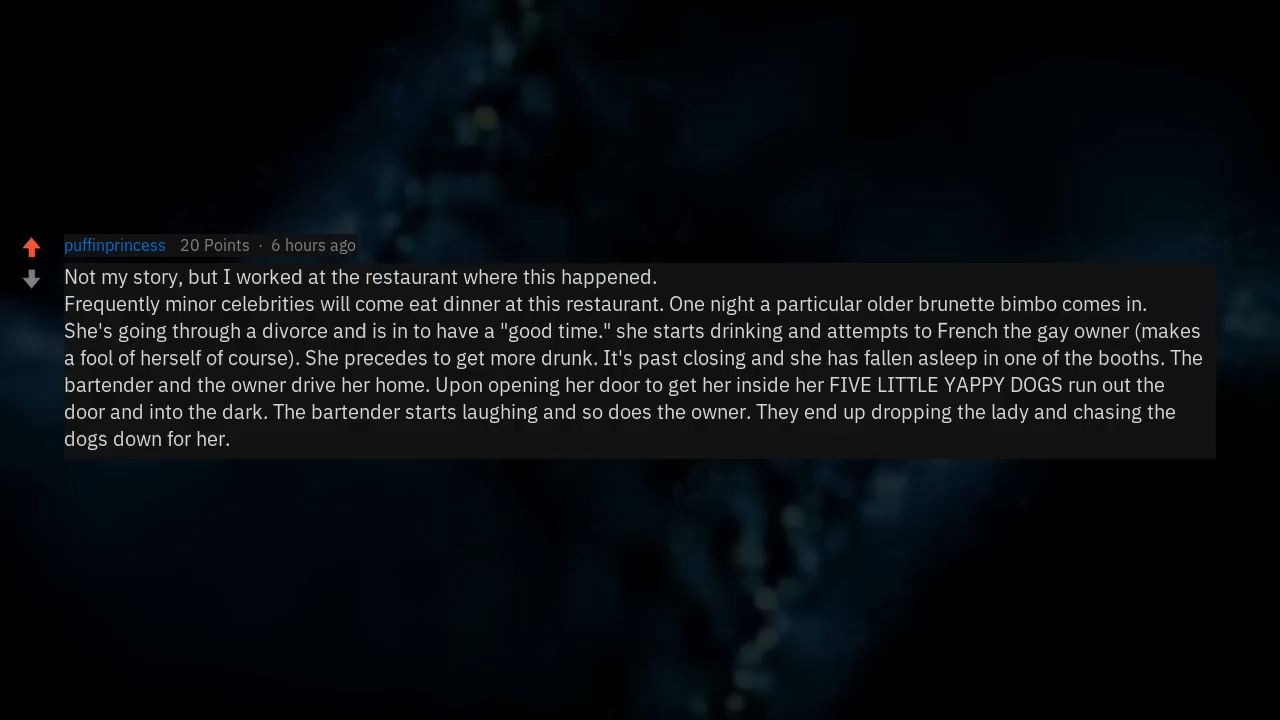 puffinprincess 20 Points · 6 hours ago
Not my story, but I worked at the restaurant where this happened.
Frequently minor celebrities will come eat dinner at this restaurant. One night a particular older brunette bimbo comes in.
She's going through a divorce and is in to have a "good time." she starts drinking and attempts to French the gay owner (makes
a fool of herself of course). She precedes to get more drunk. It's past closing and she has fallen asleep in one of the booths. The
bartender and the owner drive her home. Upon opening her door to get her inside her FIVE LITTLE YAPPY DOGS run out the
door and into the dark. The bartender starts laughing and so does the owner. They end up dropping the lady and chasing the
dogs down for her.